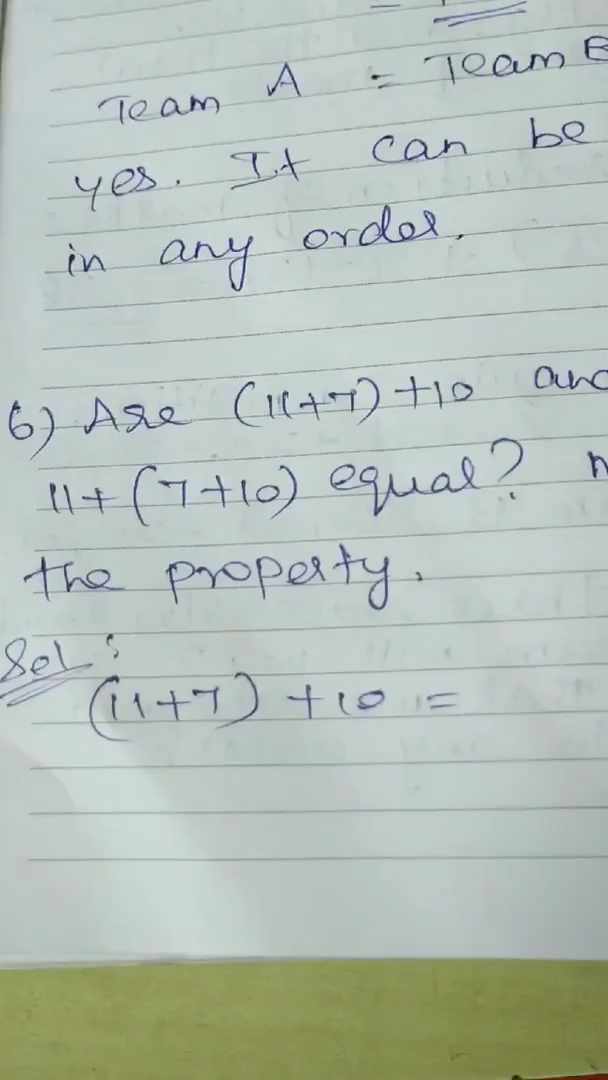 Team A = Team B
yes. It can be
in any order.
6) Are (11+7)+10 and
11+(7+10) equal?
the property.
Sol:
(11+7)+10 =